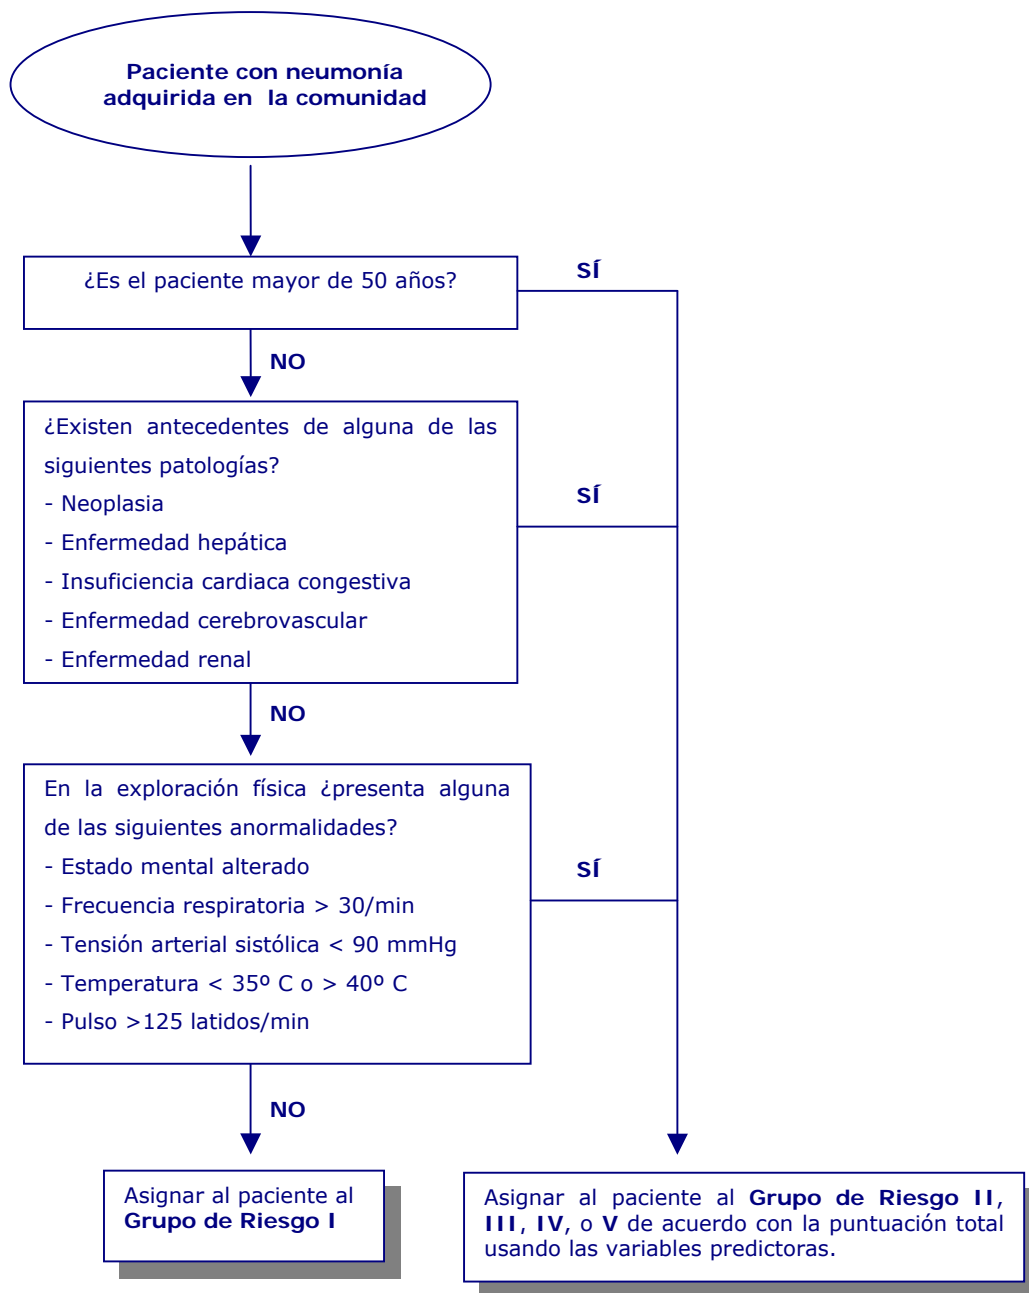 Paciente con neumonía
adquirida en la comunidad
¿Es el paciente mayor de 50 años?
SÍ
NO
¿Existen antecedentes de alguna de las
siguientes patologías?
- Neoplasia
- Enfermedad hepática
- Insuficiencia cardiaca congestiva
- Enfermedad cerebrovascular
- Enfermedad renal
SÍ
NO
En la exploración física ¿presenta alguna
de las siguientes anormalidades?
- Estado mental alterado
- Frecuencia respiratoria > 30/min
- Tensión arterial sistólica < 90 mmHg
- Temperatura < 35º C o > 40º C
- Pulso >125 latidos/min
SÍ
NO
Asignar al paciente al
Grupo de Riesgo I
Asignar al paciente al Grupo de Riesgo II,
III, IV, o V de acuerdo con la puntuación total
usando las variables predictoras.